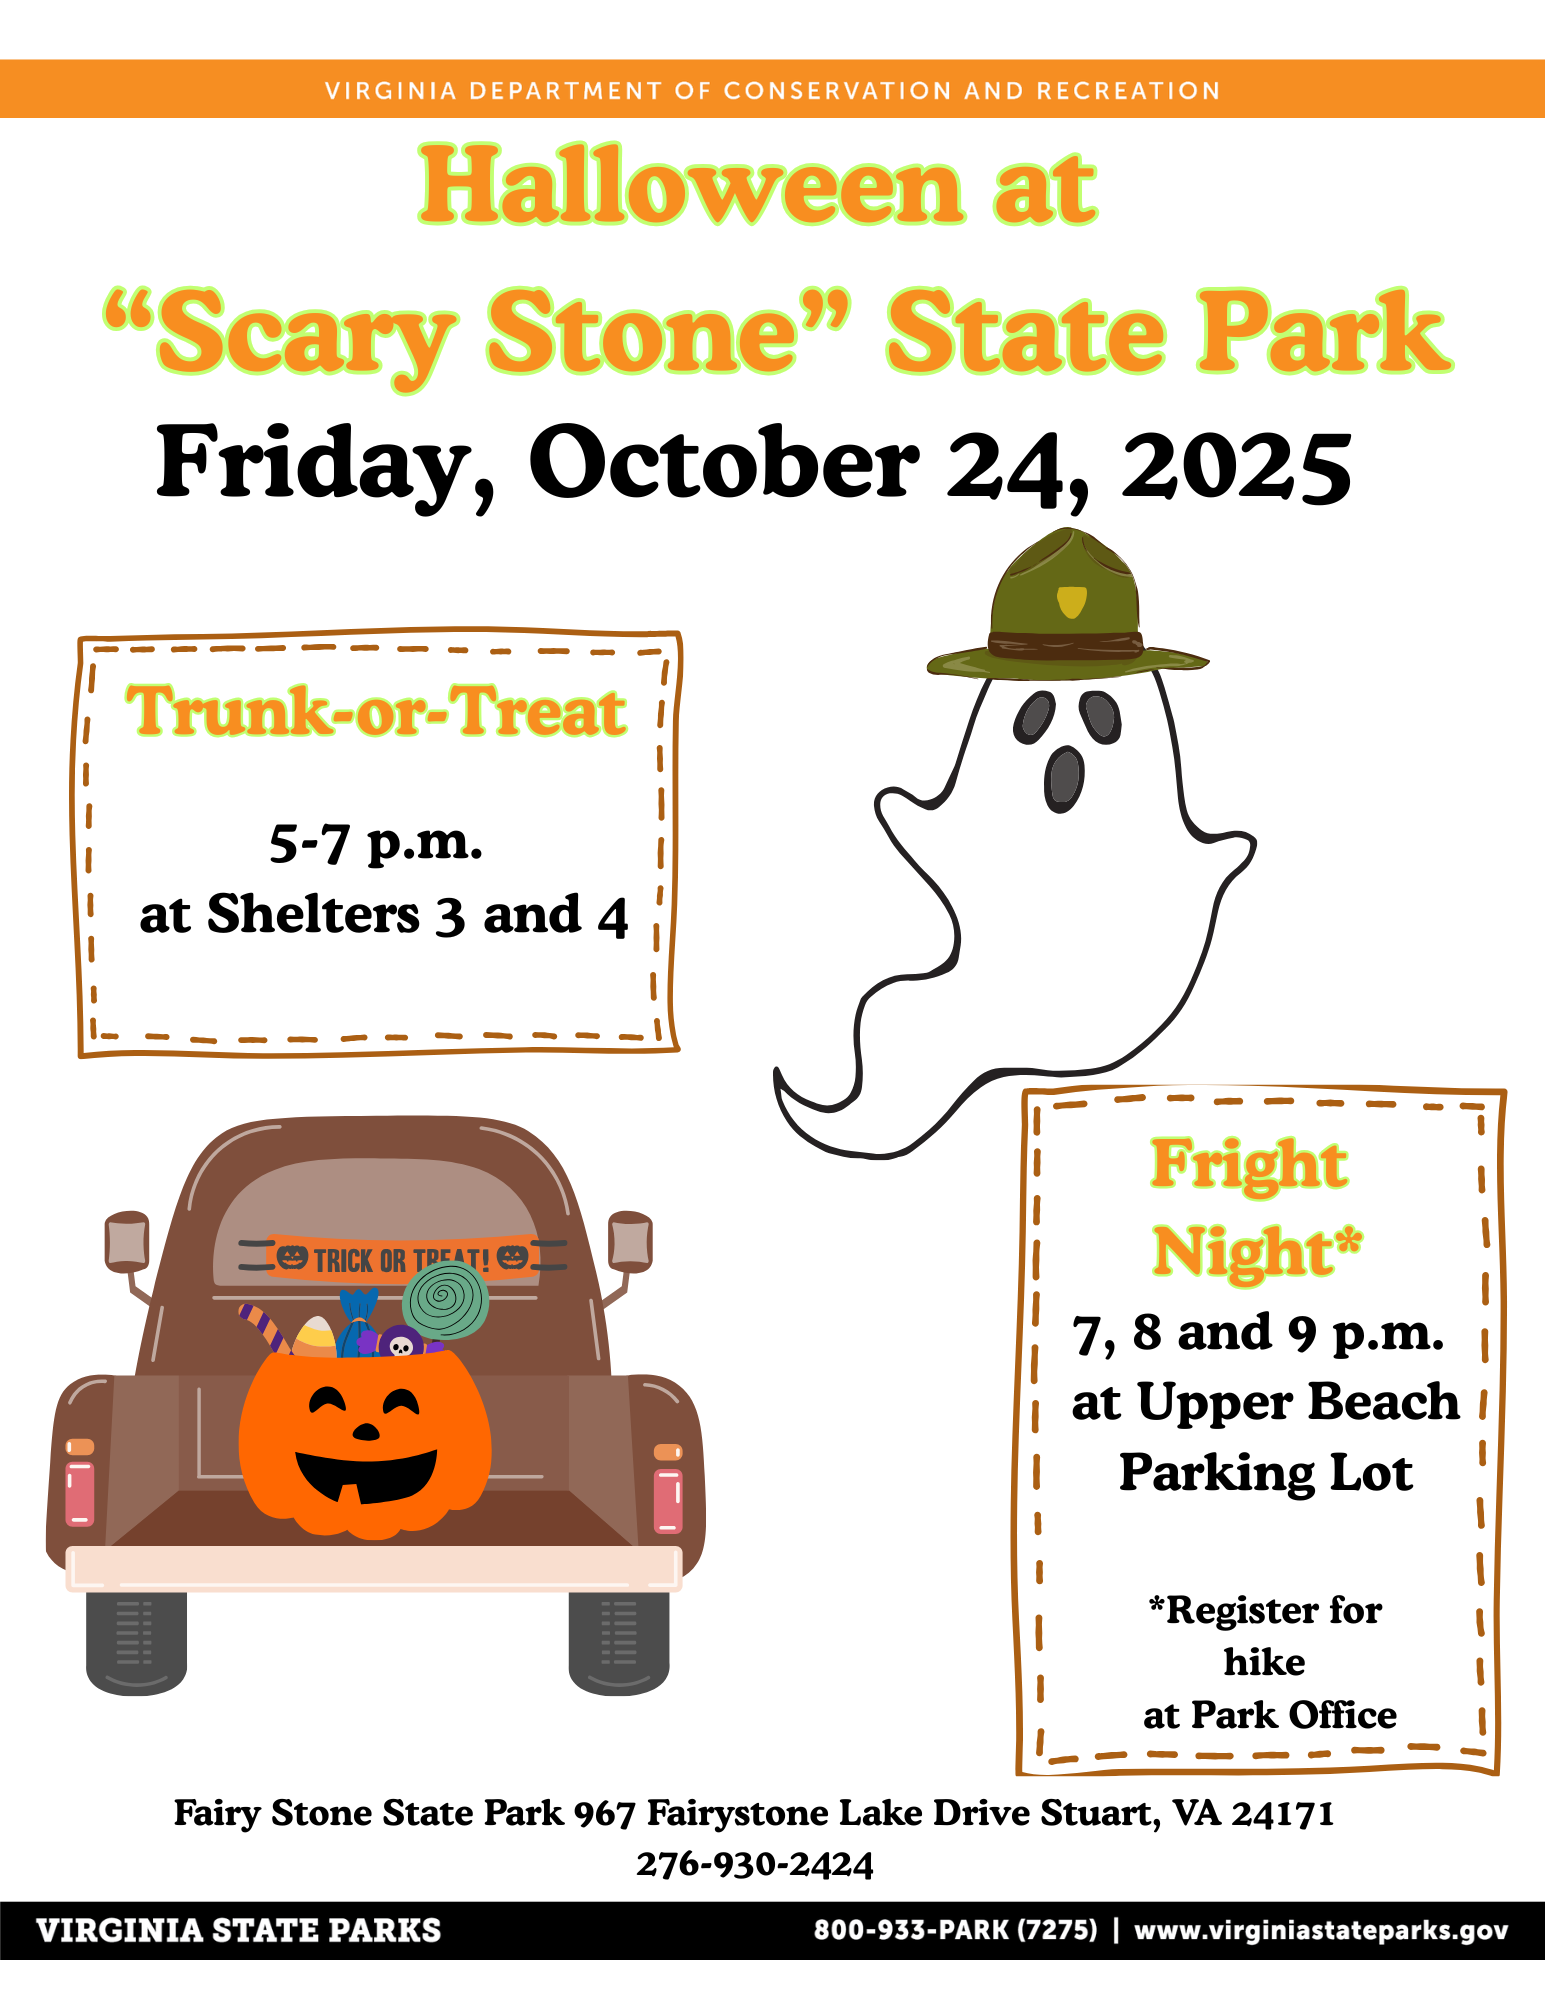 VIRGINIA DEPARTMENT OF CONSERVATION AND RECREATION
Halloween at
“Scary Stone” State Park
Friday, October 24, 2025
Trunk-or-Treat
5-7 p.m.
at Shelters 3 and 4
TRICK OR TREAT!
Fright
Night*
7, 8 and 9 p.m.
at Upper Beach
Parking Lot
*Register for
hike
at Park Office
Fairy Stone State Park 967 Fairystone Lake Drive Stuart, VA 24171
276-930-2424
VIRGINIA STATE PARKS
800-933-PARK (7275) | www.virginiastateparks.gov